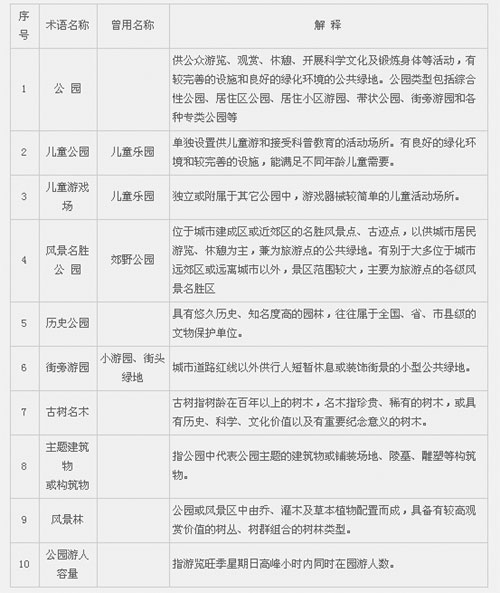 序号 术语名称 曾用名称 解 释
1 公 园 供公众游览、观赏、休憩、开展科学文化及锻炼身体等活动，有
较完善的设施和良好的绿化环境的公共绿地。公园类型包括综合
性公园、居住区公园、居住小区游园、带状公园、街旁游园和各
种专类公园等
2 儿童公园 儿童乐园 单独设置供儿童游和接受科普教育的活动场所。有良好的绿化环
境和较完善的设施，能满足不同年龄儿童需要。
3 儿童游戏
场 儿童乐园 独立或附属于其它公园中，游戏器械较简单的儿童活动场所。
4 风景名胜
公 园 郊野公园 位于城市建成区或近郊区的名胜风景点、古迹点，以供城市居民
游览、休憩为主，兼为旅游点的公共绿地。有别于大多位于城市
远郊区或远离城市以外，景区范围较大，主要为旅游点的各级风
景名胜区
5 历史公园 具有悠久历史、知名度高的园林，往往属于全国、省、市县级的
文物保护单位。
6 街旁游园 小游园、街头
绿地 城市道路红线以外供行人短暂休息或装饰街景的小型公共绿地。
7 古树名木 古树指树龄在百年以上的树木，名木指珍贵、稀有的树木，或具
有历史、科学、文化价值以及有重要纪念意义的树木。
8 主题建筑
物
或构筑物 指公园中代表公园主题的建筑物或铺装场地、陵墓、雕塑等构筑
物。
9 风景林 公园或风景区中由乔、灌木及草本植物配置而成，具备有较高观
赏价值的树丛、树群组合的树林类型。
10 公园游人
容量 指游览旺季星期日高峰小时内同时在园游人数。